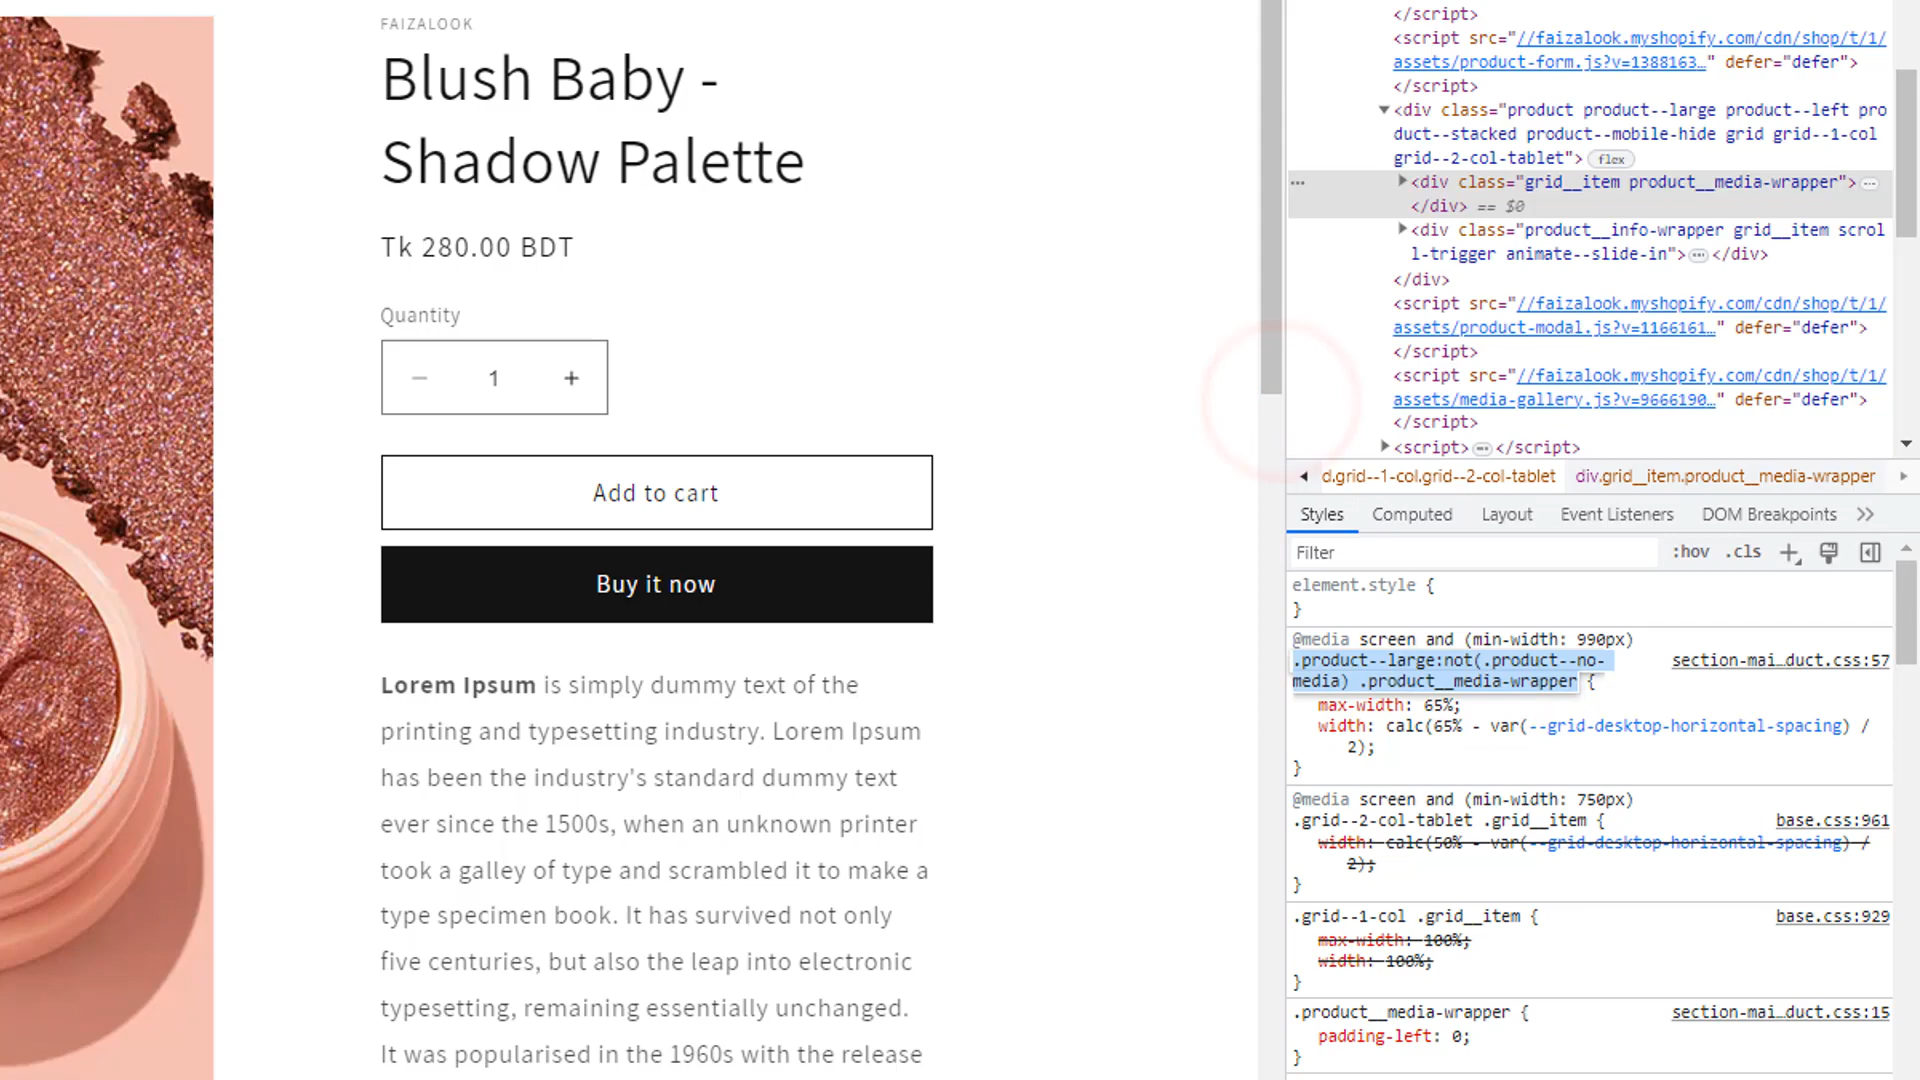 FAIZALOOK
Blush Baby -
Shadow Palette
Tk 280.00 BDT
Quantity
1
Add to cart
Buy it now
Lorem Ipsum is simply dummy text of the
printing and typesetting industry. Lorem Ipsum
has been the industry's standard dummy text
ever since the 1500s, when an unknown printer
took a galley of type and scrambled it to make a
type specimen book. It has survived not only
five centuries, but also the leap into electronic
typesetting, remaining essentially unchanged.
It was popularised in the 1960s with the release
</script>
<script src="//faizalook.myshopify.com/cdn/shop/t/1/
assets/product-form.js?v=1388163…" defer="defer">
</script>
<div class="product product--large product--left pro
duct--stacked product--mobile-hide grid grid--1-col
grid--2-col-tablet"> flex
<div class="grid__item product__media-wrapper"> …
</div> == $0
<div class="product__info-wrapper grid__item scrol
l-trigger animate--slide-in"> … </div>
</div>
<script src="//faizalook.myshopify.com/cdn/shop/t/1/
assets/product-modal.js?v=1166161…" defer="defer">
</script>
<script src="//faizalook.myshopify.com/cdn/shop/t/1/
assets/media-gallery.js?v=9666190…" defer="defer">
</script>
<script> … </script>
d.grid--1-col.grid--2-col-tablet div.grid__item.product__media-wrapper
Styles Computed Layout Event Listeners DOM Breakpoints
Filter :hov .cls
element.style {
}
@media screen and (min-width: 990px)
.product--large:not(.product--no- section-mai…duct.css:57
media) .product__media-wrapper {
max-width: 65%;
width: calc(65% - var(--grid-desktop-horizontal-spacing) /
2);
}
@media screen and (min-width: 750px)
.grid--2-col-tablet .grid__item { base.css:961
width: calc(50% - var(--grid-desktop-horizontal-spacing) /
2);
}
.grid--1-col .grid__item { base.css:929
max-width: 100%;
width: 100%;
}
.product__media-wrapper { section-mai…duct.css:15
padding-left: 0;
}